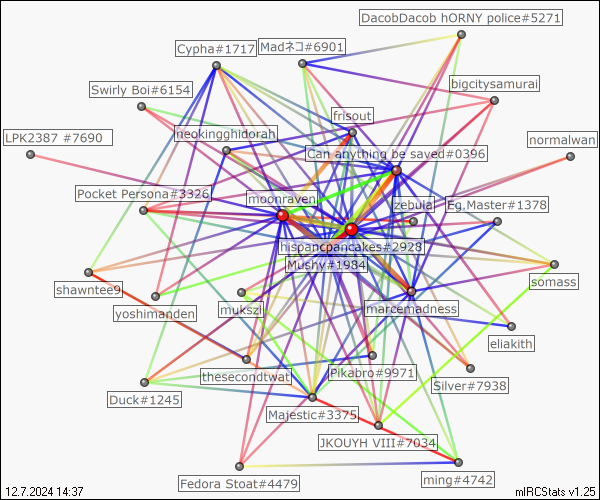 DacobDacob hORNY police#5271
Cypha#1717
Madネコ#6901
Swirly Boi#6154
bigcitysamurai
frisout
LPK2387 #7690
neokingghidorah
normalwan
Can anything be saved#0396
Pocket Persona#3326
moonraven
zebulai
Eg.Master#1378
hispancpancakes#2928
Mushy#1984
shawntee9
somass
yoshimanden
mukszi
marcemadness
eliakith
thesecondtwat
Pikabro#9971
Silver#7938
Duck#1245
Majestic#3375
JKOUYH VIII#7034
Fedora Stoat#4479
ming#4742
12.7.2024 14:37
mIRCStats v1.25